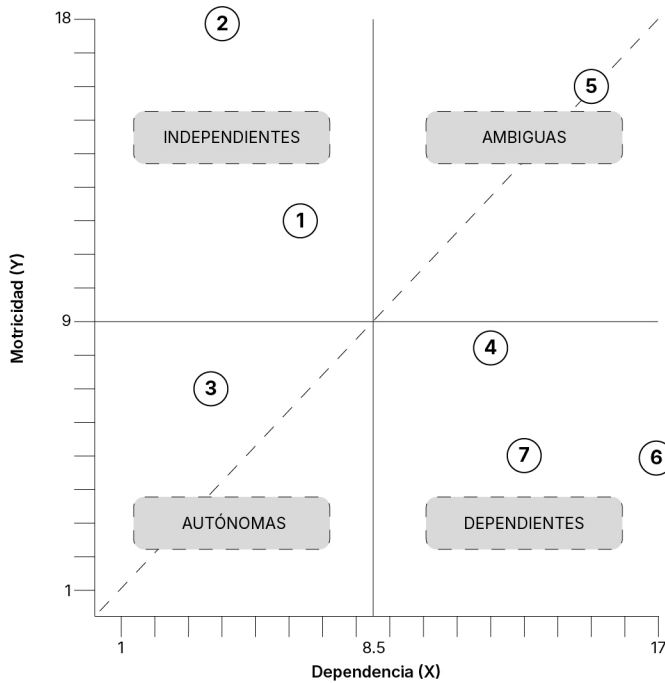 18
2
5
INDEPENDIENTES
AMBIGUAS
1
Motricidad (Y)
9
4
3
7
6
AUTÓNOMAS
DEPENDIENTES
1
1
8.5
17
Dependencia (X)